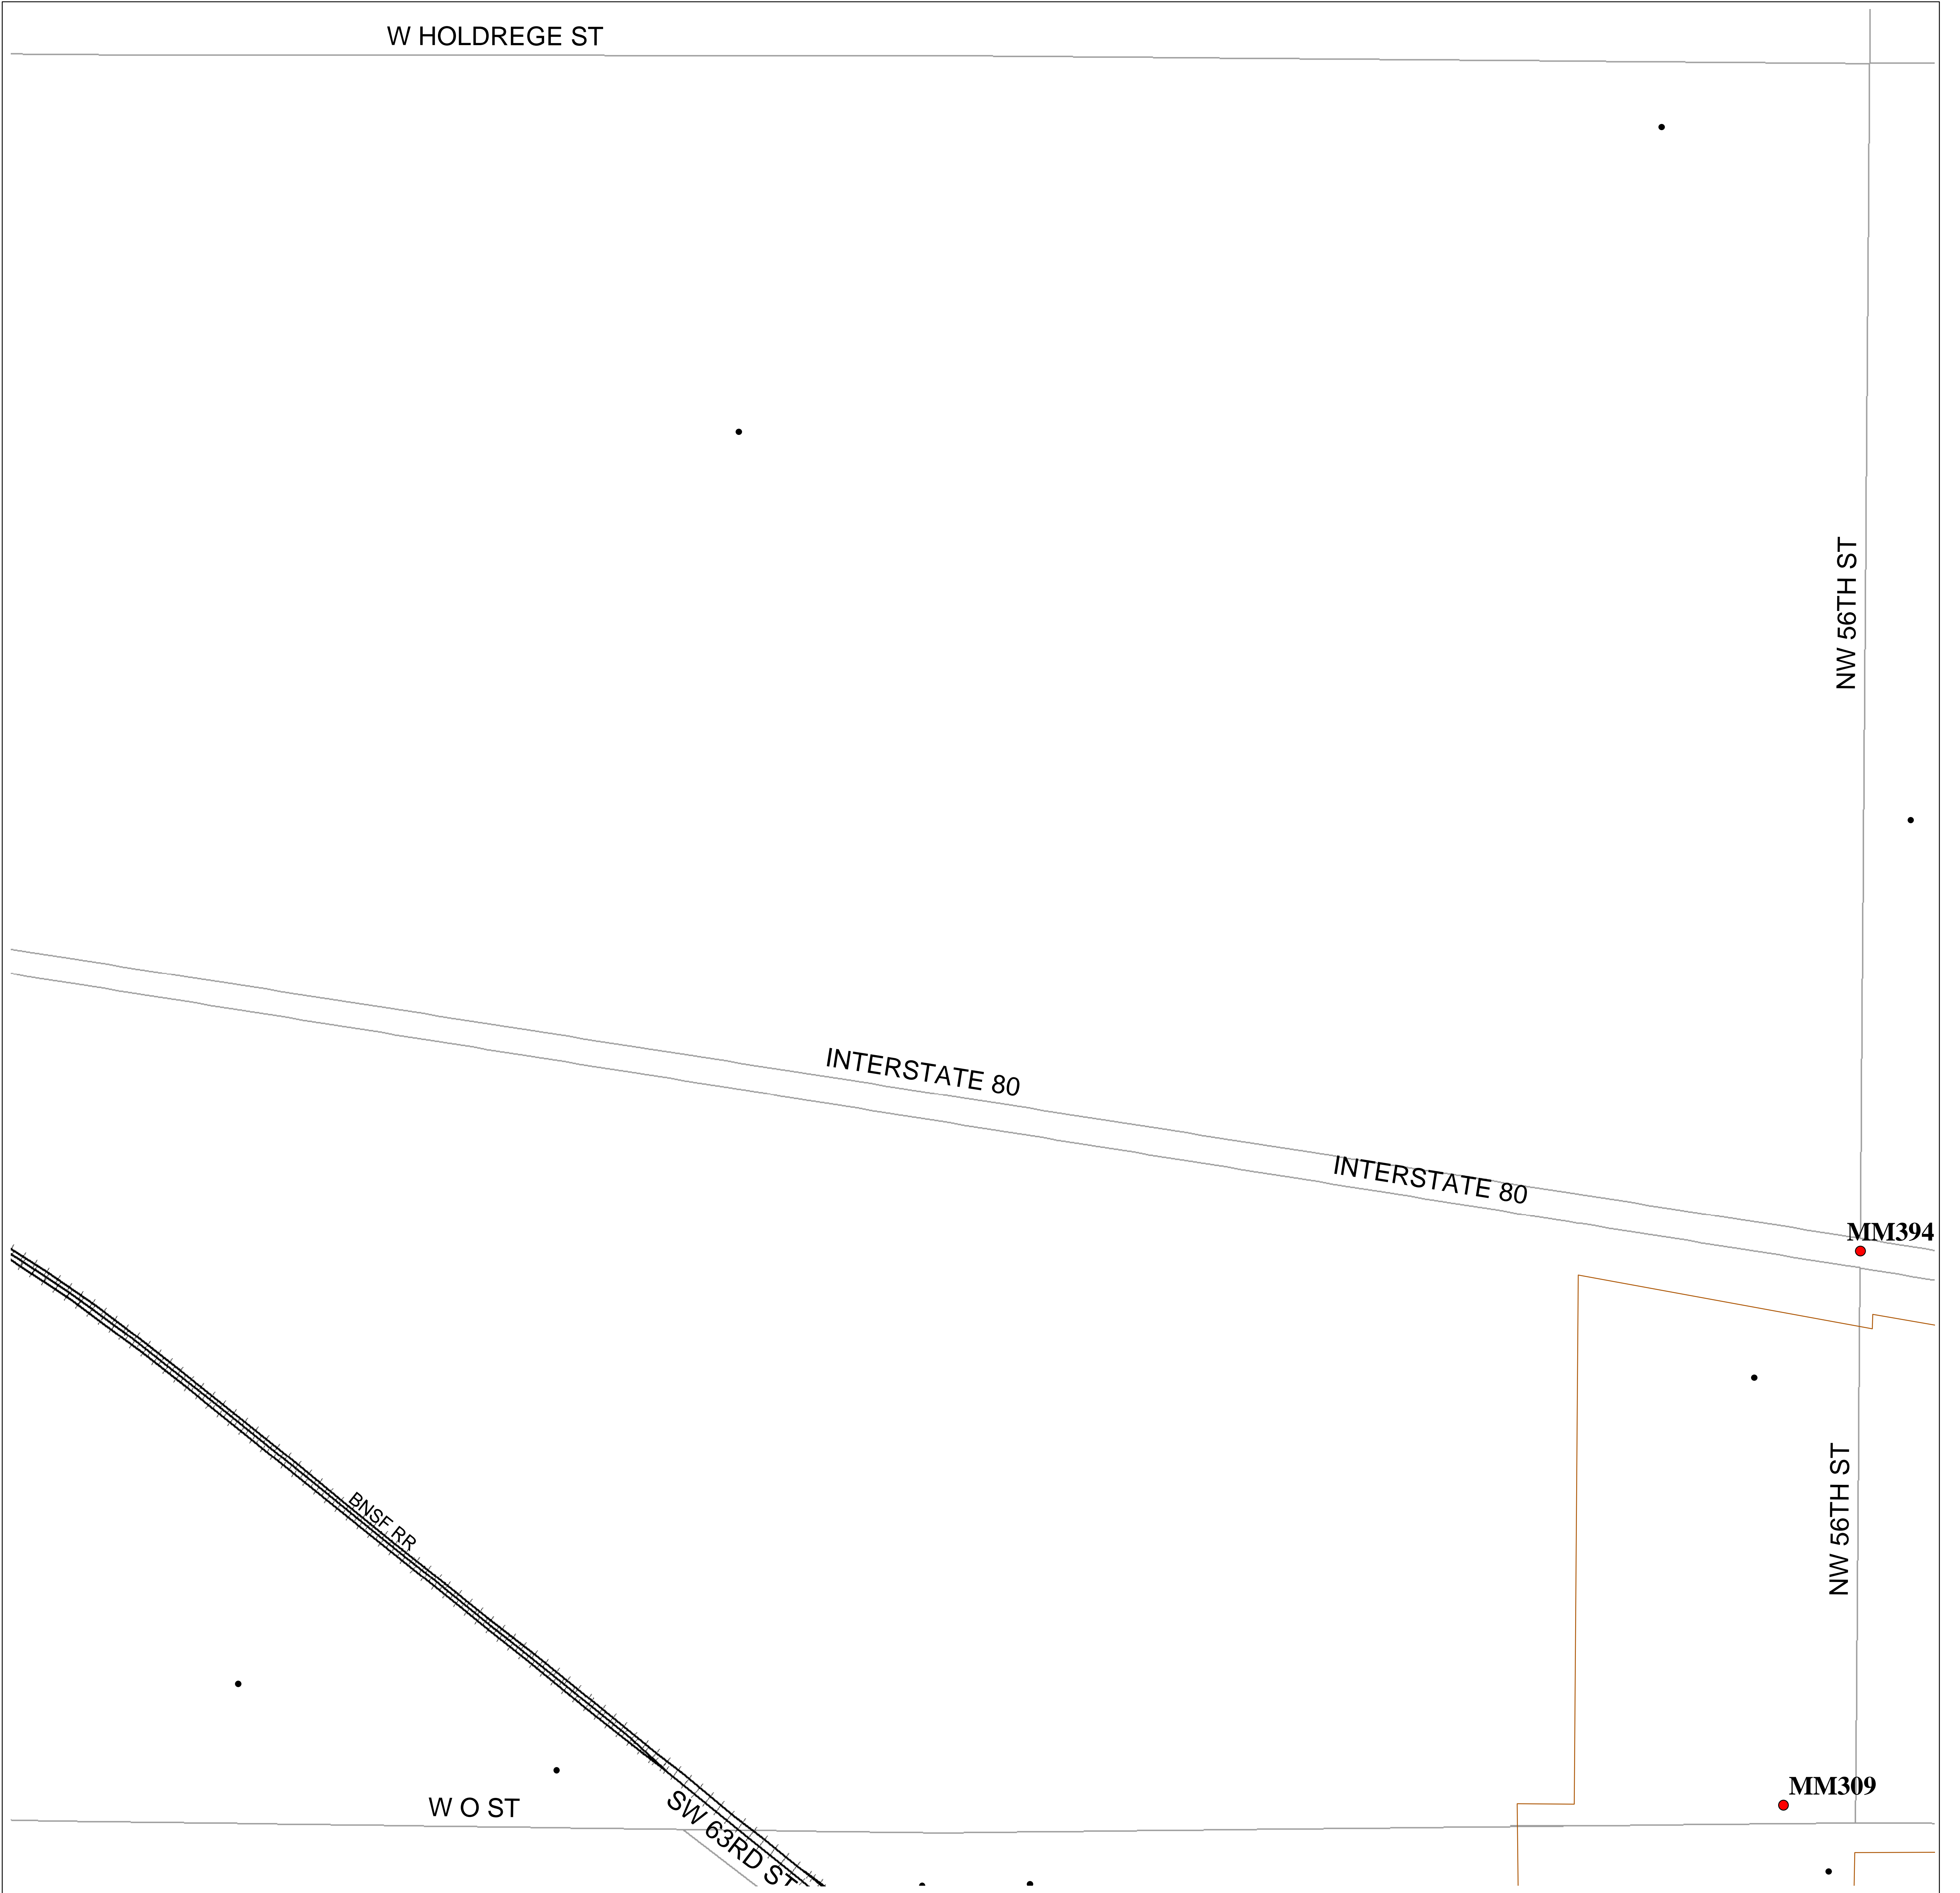 W HOLDREGE ST
NW 56TH ST
INTERSTATE 80
INTERSTATE 80
MM394
BNSF RR
NW 56TH ST
MM309
W O ST
SW 63RD ST